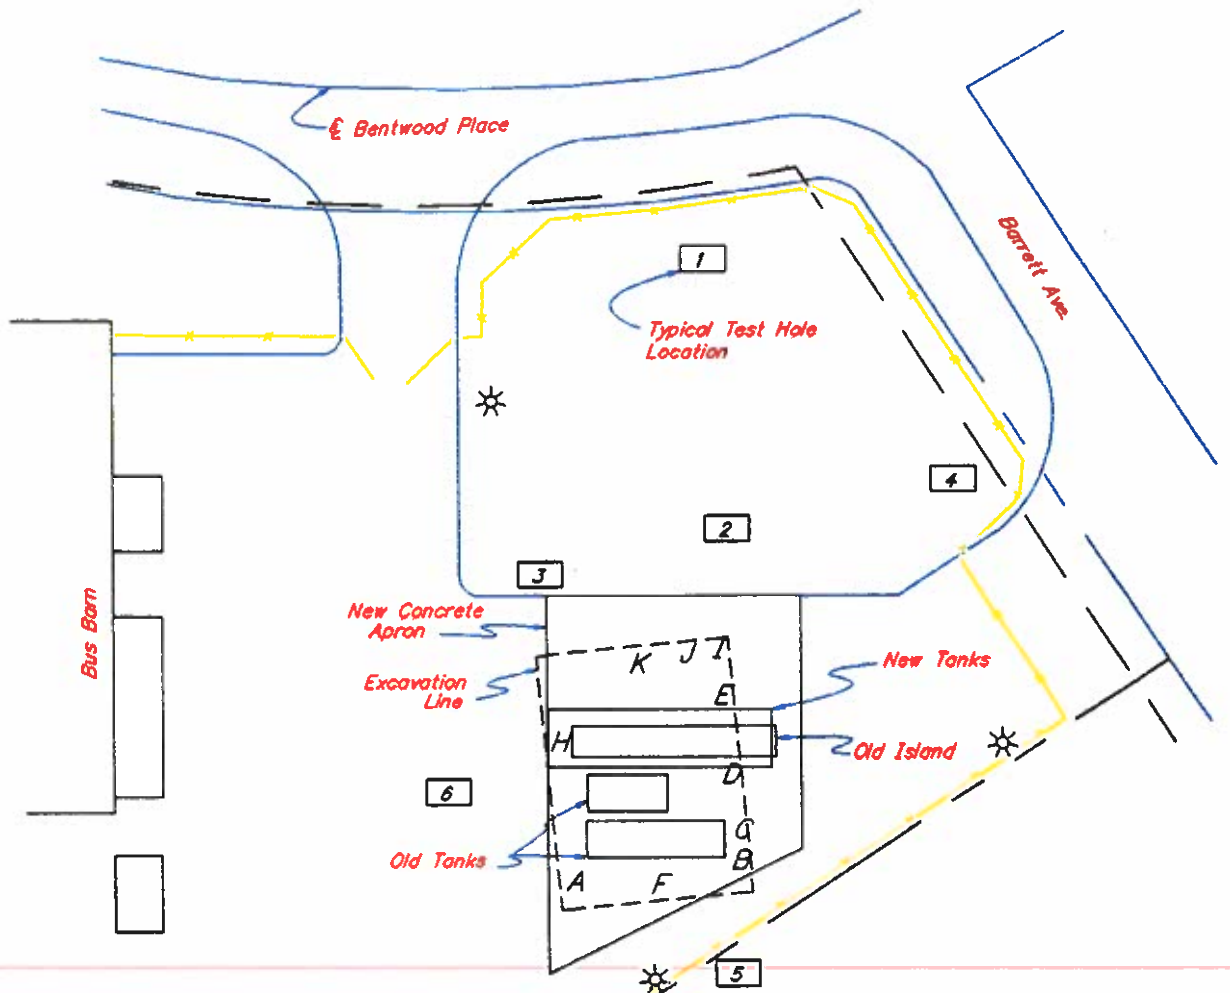 ℄ Bentwood Place
Barrett Ave.
1
Typical Test Hole
Location
4
2
3
New Concrete
Apron
Bus Barn
K J I
New Tanks
Excavation
Line
E
H
Old Island
D
6
G
Old Tanks
B
A F
5